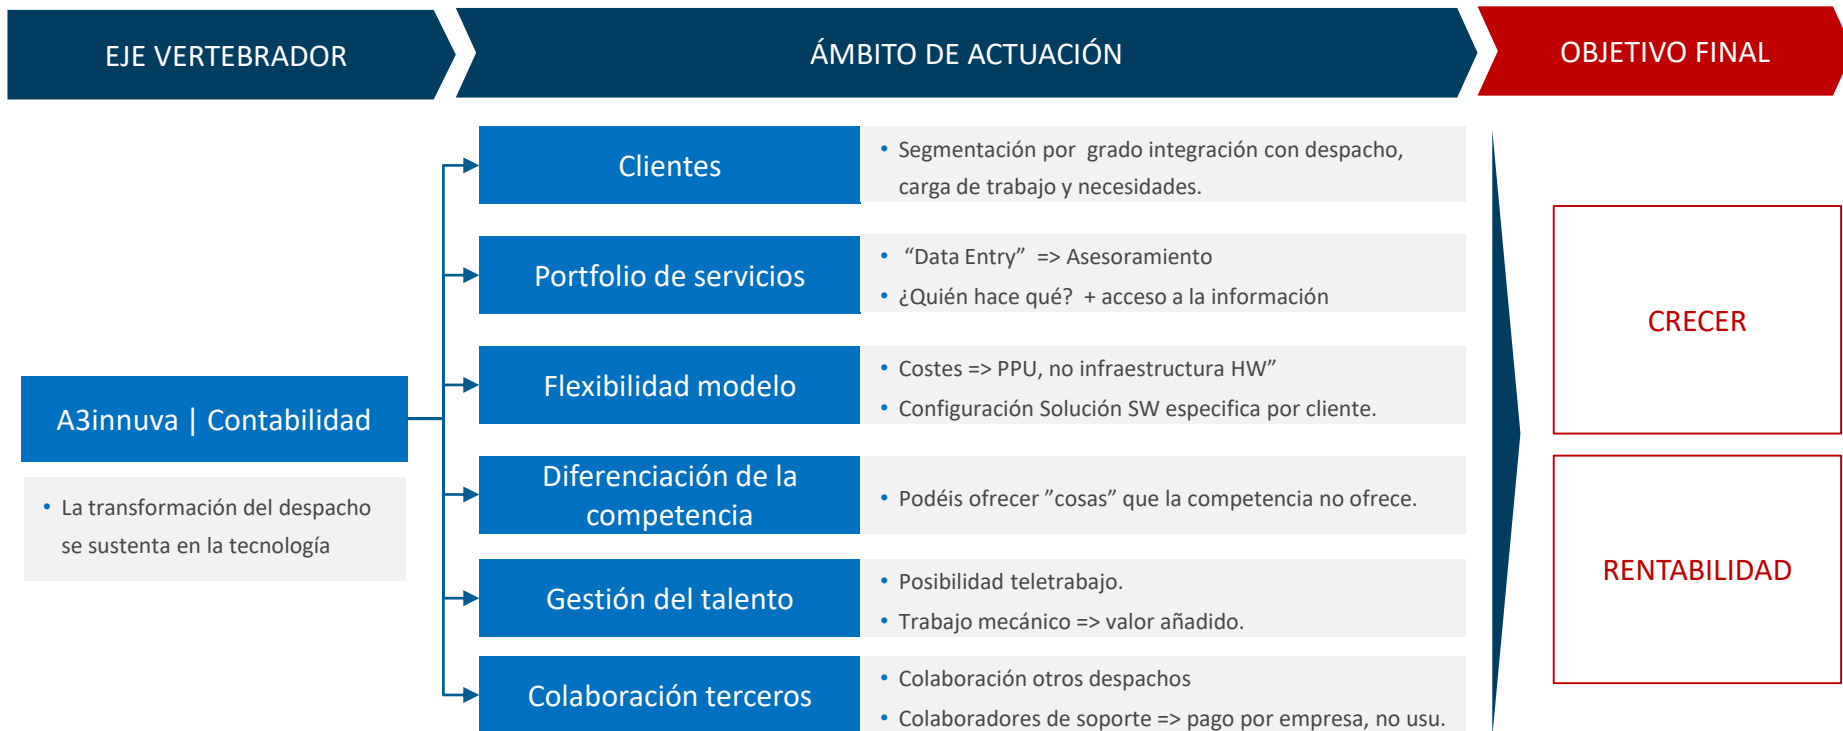 EJE VERTEBRADOR
ÁMBITO DE ACTUACIÓN
OBJETIVO FINAL
A3innuva | Contabilidad
• La transformación del despacho
se sustenta en la tecnología
Clientes
• Segmentación por grado integración con despacho,
carga de trabajo y necesidades.
Portfolio de servicios
• “Data Entry” => Asesoramiento
• ¿Quién hace qué? + acceso a la información
Flexibilidad modelo
• Costes => PPU, no infraestructura HW”
• Configuración Solución SW especifica por cliente.
Diferenciación de la
competencia
• Podéis ofrecer ”cosas” que la competencia no ofrece.
Gestión del talento
• Posibilidad teletrabajo.
• Trabajo mecánico => valor añadido.
Colaboración terceros
• Colaboración otros despachos
• Colaboradores de soporte => pago por empresa, no usu.
CRECER
RENTABILIDAD